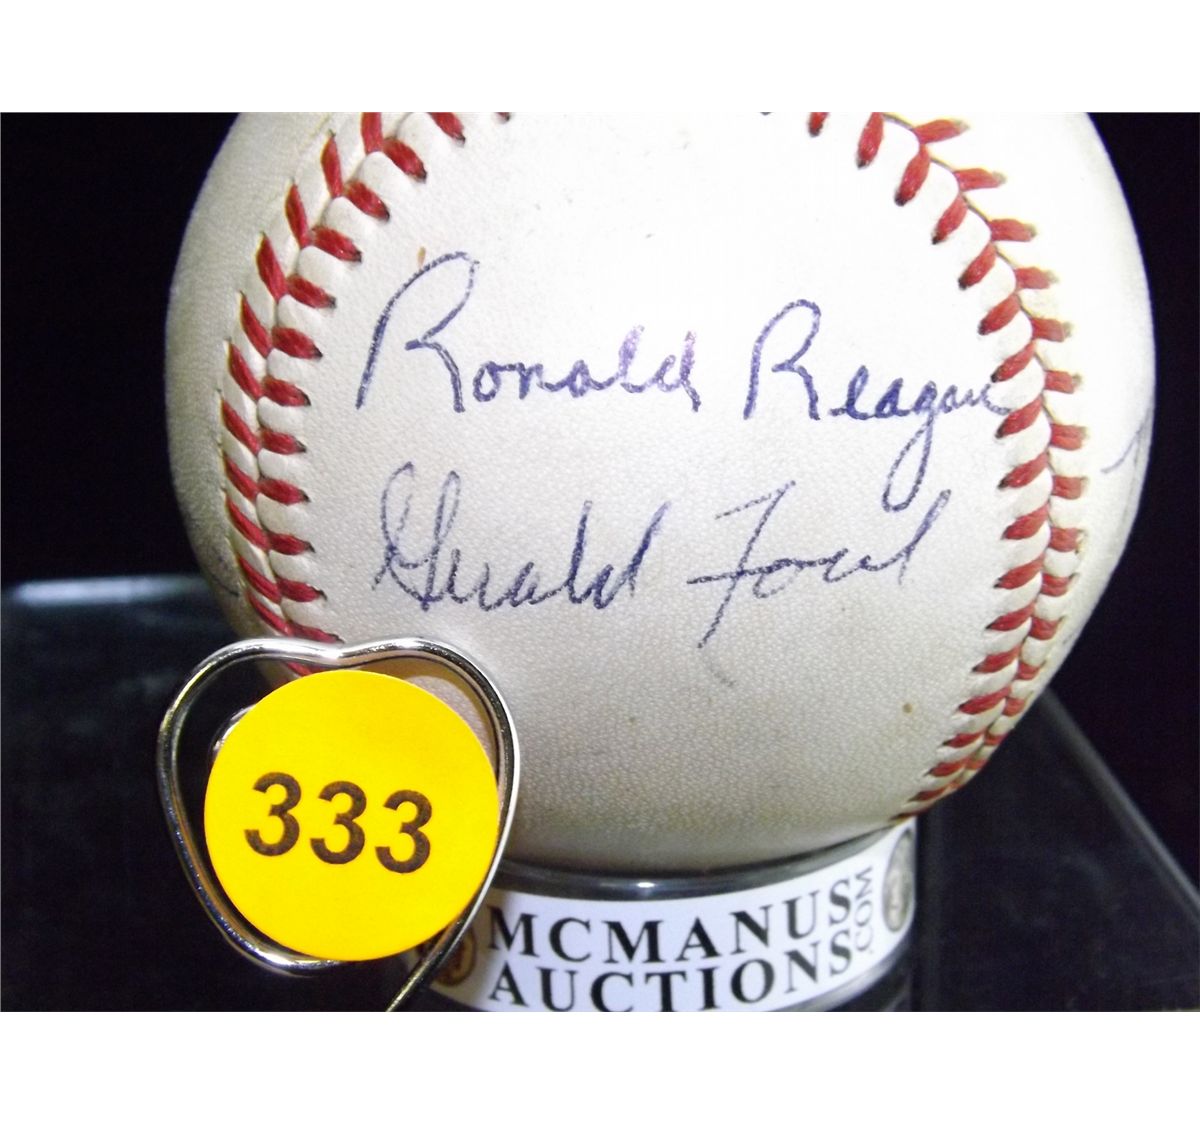 Ronald Reagan
Gerald Ford
333
MCMANUS
AUCTIONS
.COM